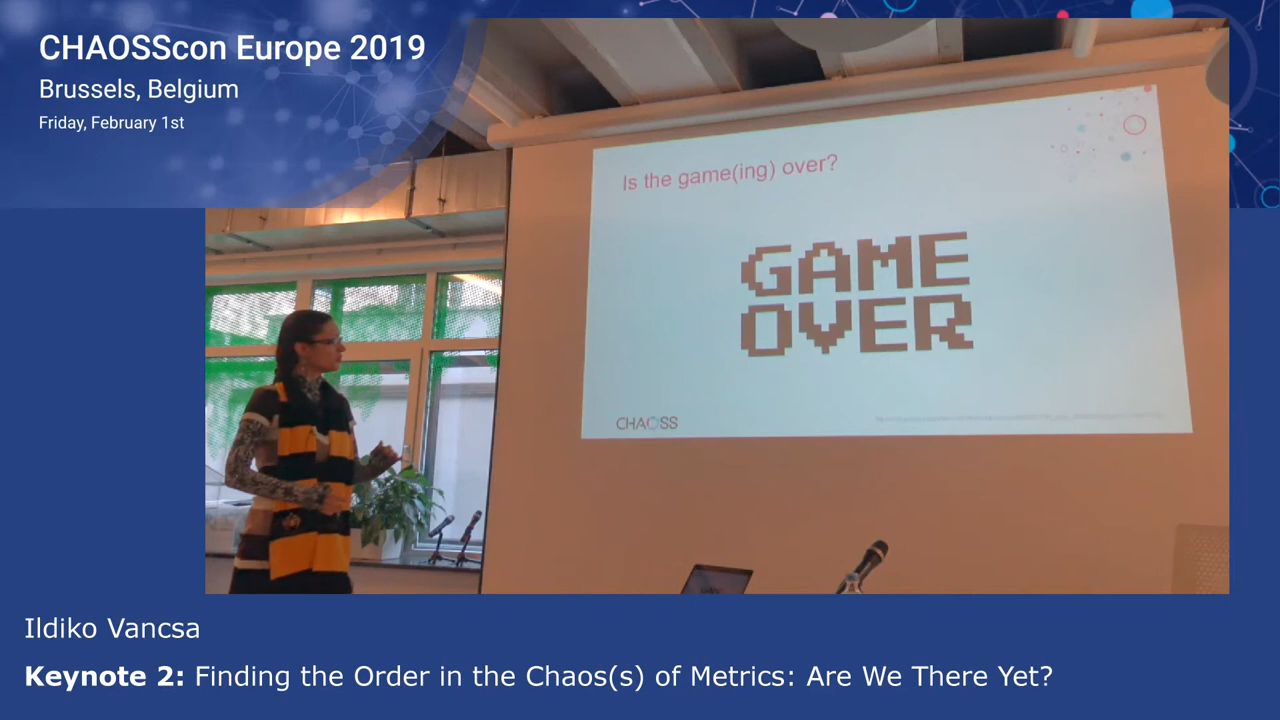 CHAOSScon Europe 2019
Brussels, Belgium
Friday, February 1st
Is the game(ing) over?
GAME
OVER
CHAOSS
Ildiko Vancsa
Keynote 2: Finding the Order in the Chaos(s) of Metrics: Are We There Yet?